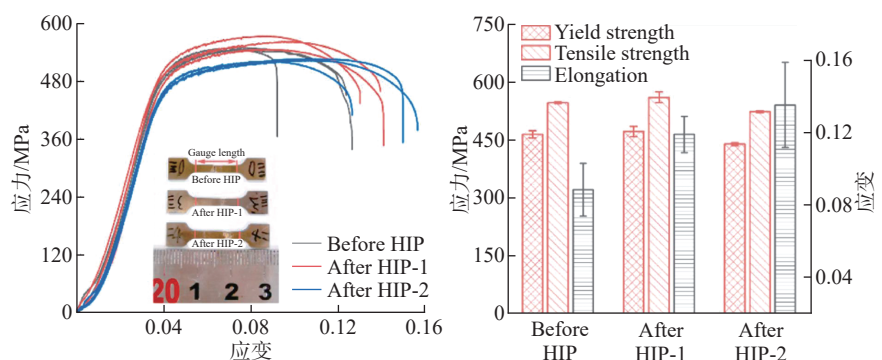 600
480
360
240
120
0
应力/MPa
0.04
0.08
0.12
0.16
应变
Gauge length
Before HIP
After HIP-1
After HIP-2
20 1 2 3
Before HIP
After HIP-1
After HIP-2
750
600
450
300
150
0
应力/MPa
Yield strength
Tensile strength
Elongation
0.16
0.12
0.08
0.04
应变
Before
HIP
After
HIP-1
After
HIP-2